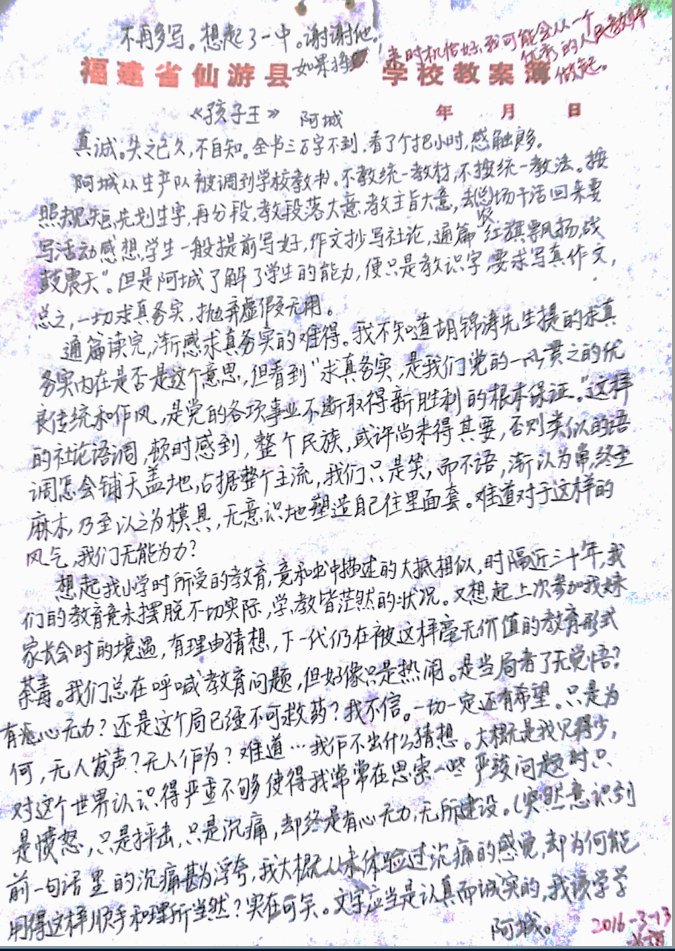 不再多写。想起了一中。谢谢他。
如果将来时机恰好,我可能会从一个
优秀的人民教师
做起。
福建省仙游县 学校教案簿
《孩子王》 阿城
年 月 日
真诚。失之已久,不自知。全书三万字不到,看了个把小时,感触良多。
阿城从生产队被调到学校教书。不教统一教材,不按统一教法。按
照规矩,先划生字,再分段,教段落大意,教主旨大意,去农场干活回来要
写活动感想,学生一般提前写好,作文抄写社论,通篇“红旗飘扬,战
鼓震天”。但是阿城了解了学生的能力,便只是教识字,要求写真作文,
总之,一切求真务实,抛弃虚假无用。
通篇读完,渐感求真务实的难得。我不知道胡锦涛先生提的求真
务实内在是否是这个意思,但看到“求真务实,是我们党的一以贯之的优
良传统和作风,是党的各项事业不断取得新胜利的根本保证。”这样
的社论语调,顿时感到,整个民族,或许尚未得其要,否则类似的语
调怎会铺天盖地,占据整个主流,我们只是笑,而不语,渐以为常,终至
麻木,乃至以之为模具,无意识地塑造自己往里面套。难道对于这样的
风气,我们无能为力?
想起我小学时所受的教育,竟和书中描述的大抵相似,时隔近三十年,我
们的教育竟未摆脱不切实际,学、教皆茫然的状况。又想起上次参加我妹
家长会时的境遇,有理由猜想,下一代仍在被这样毫无价值的教育形式
荼毒。我们总在呼喊教育问题,但好像只是热闹。是当局者了无觉悟?
有心无力?还是这个局已经不可救药?我不信。一切一定还有希望。只是为
何,无人发声?无人作为?难道…我作不出什么猜想。大概是我见得少,
对这个世界认识得严重不够使得我常常在思索一些严峻问题时只
是愤怒,只是抨击,只是沉痛,却终是有心无力,无所建设。(突然意识到
前一句话里的沉痛甚为浮夸,我大概从未体验过沉痛的感觉,却为何能
用得这样顺手和理所当然?实在可笑。文字应当是认真而诚实的,我该学学
阿城。)
2016-3-13